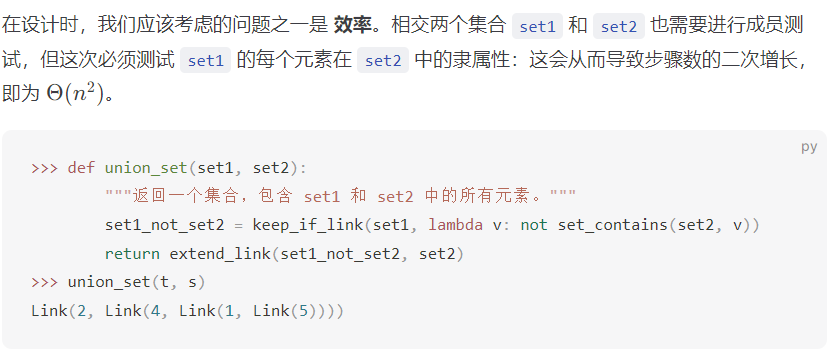 在设计时，我们应该考虑的问题之一是 效率。相交两个集合 set1 和 set2 也需要进行成员测
试，但这次必须测试 set1 的每个元素在 set2 中的隶属性：这会从而导致步骤数的二次增长，
即为 Θ(n²)。
py
>>> def union_set(set1, set2):
        """返回一个集合，包含 set1 和 set2 中的所有元素。"""
        set1_not_set2 = keep_if_link(set1, lambda v: not set_contains(set2, v))
        return extend_link(set1_not_set2, set2)
>>> union_set(t, s)
Link(2, Link(4, Link(1, Link(5))))